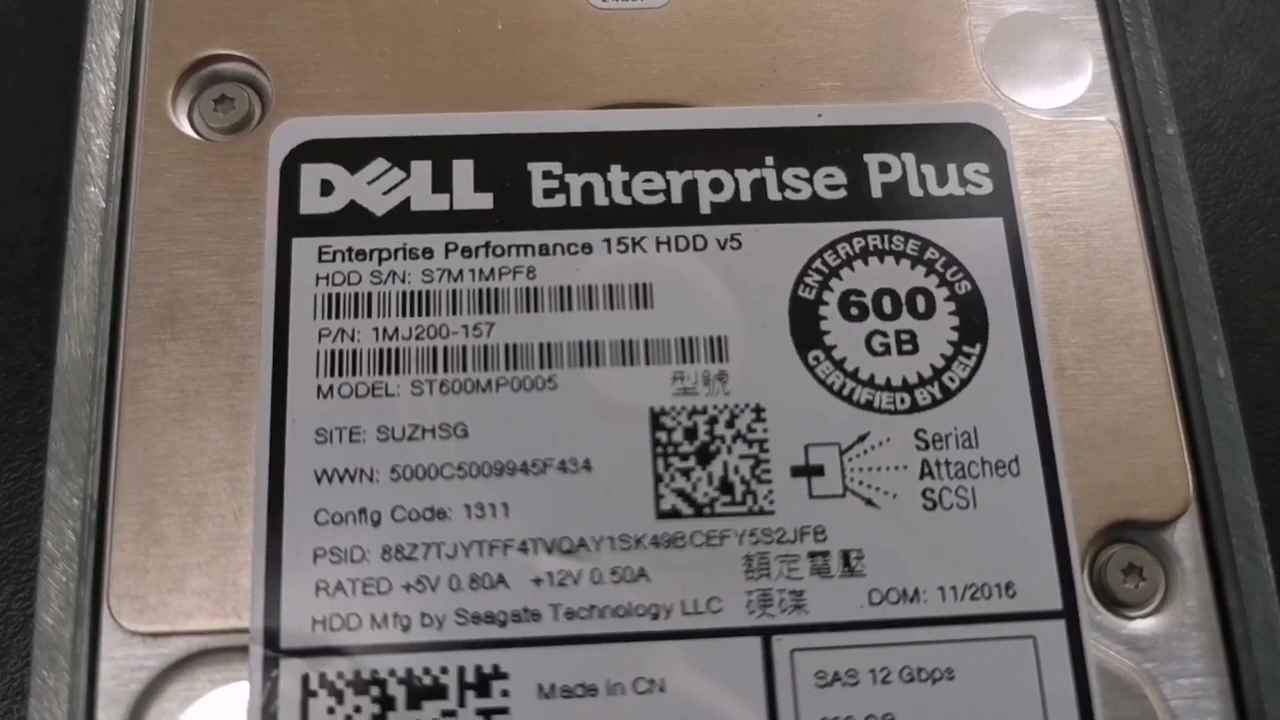 DELL Enterprise Plus
Enterprise Performance 15K HDD v5
HDD S/N: S7M1MPF8
P/N: 1MJ200-157
MODEL: ST600MP0005 型號
SITE: SUZHSG
WWN: 5000C5009945F434
Config Code: 1311
PSID: 88Z7TJYTFF4TVQAY1SK49BCEFY5S2JFB
RATED +5V 0.80A +12V 0.50A 額定電壓
HDD Mfg by Seagate Technology LLC 硬碟 DOM: 11/2016
ENTERPRISE PLUS
600
GB
CERTIFIED BY DELL
Serial
Attached
SCSI
Made in CN
SAS 12 Gbps